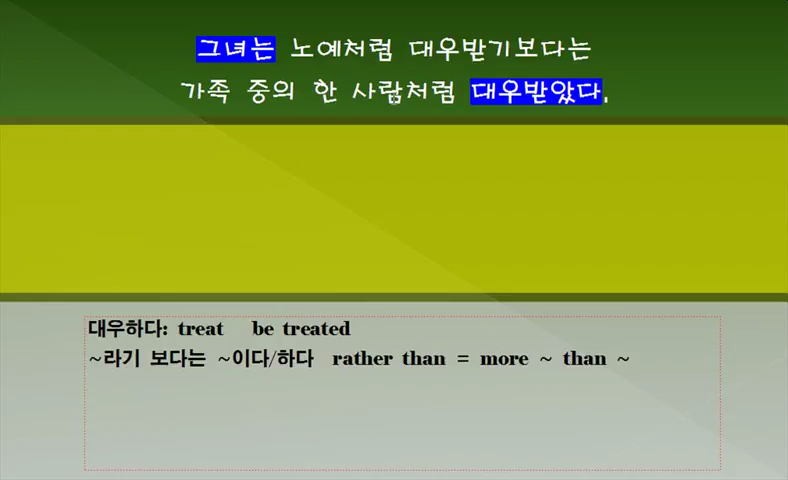 그녀는 노예처럼 대우받기보다는
가족 중의 한 사람처럼 대우받았다.
대우하다: treat be treated
~라기 보다는 ~이다/하다 rather than = more ~ than ~